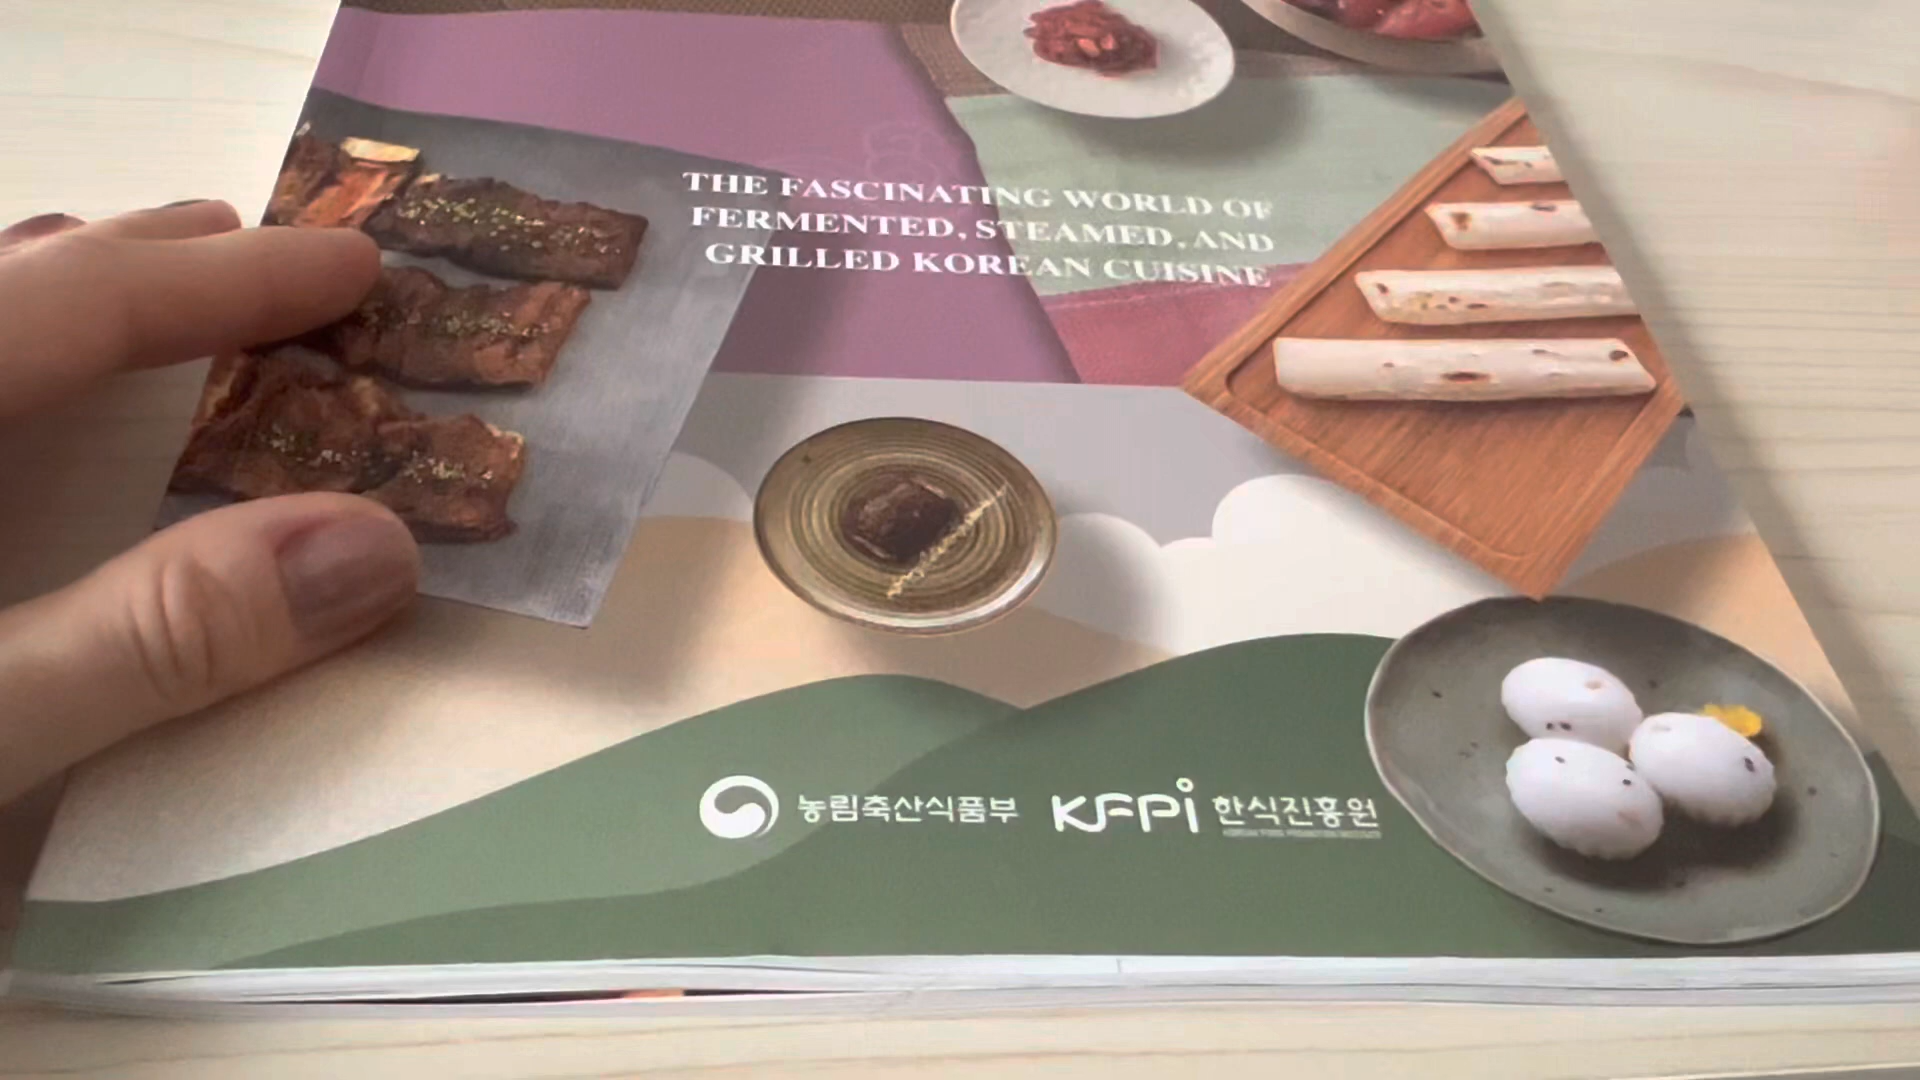 THE FASCINATING WORLD OF
FERMENTED, STEAMED, AND
GRILLED KOREAN CUISINE
농림축산식품부 KFPi 한식진흥원